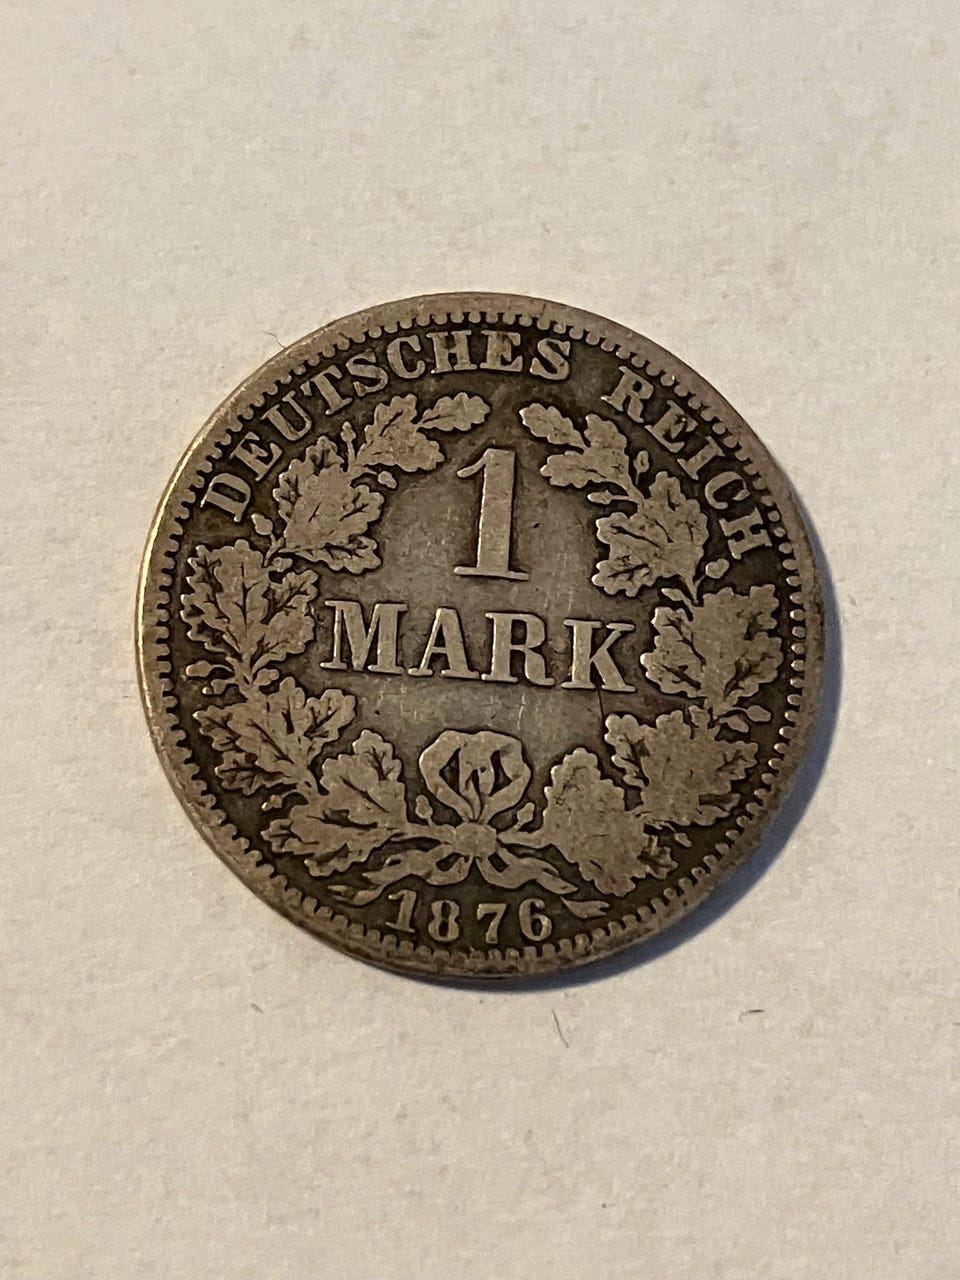 DEUTSCHES REICH
1
MARK
1876